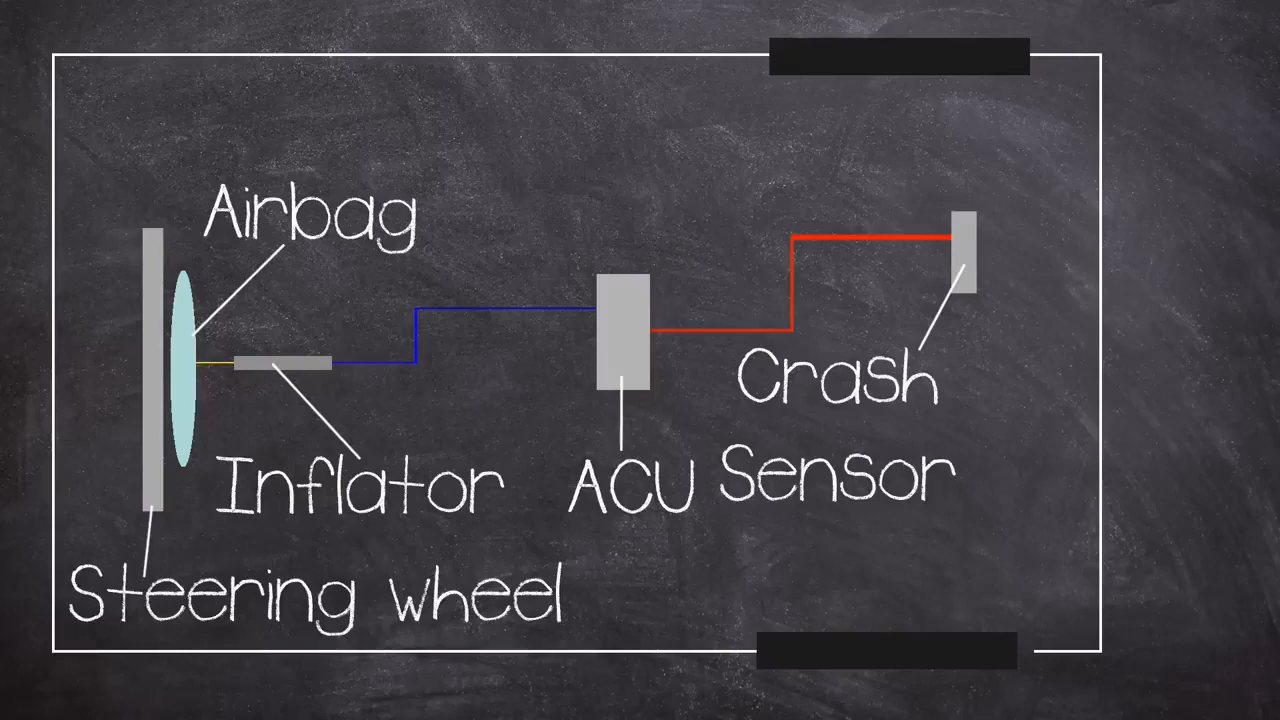 Airbag
Crash
Inflator
ACU
Sensor
Steering wheel